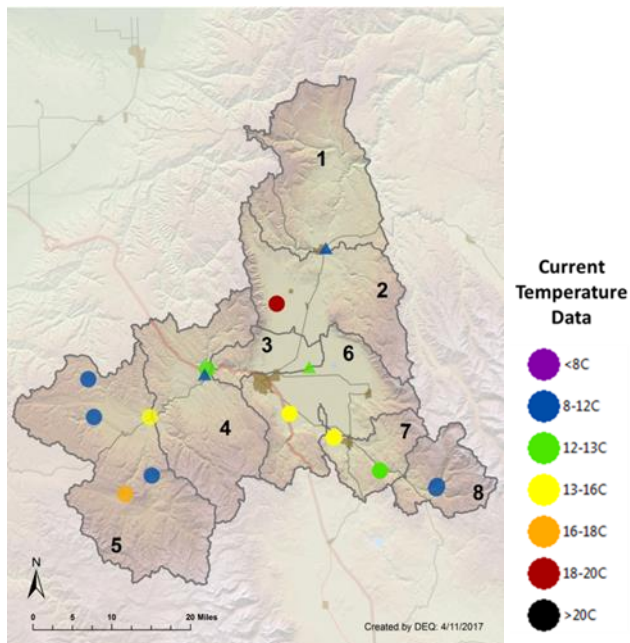 1
2
3
6
4
7
8
5
N
0 5 10 20 Miles
Created by DEQ: 4/11/2017
Current
Temperature
Data
<8C
8-12C
12-13C
13-16C
16-18C
18-20C
>20C